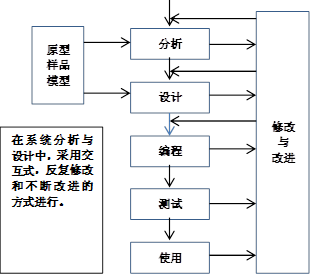 原型
样品
模型
分析
设计
编程
测试
使用
修改
与
改进
在系统分析与
设计中，采用交
互式，反复修改
和不断改进的
方式进行。